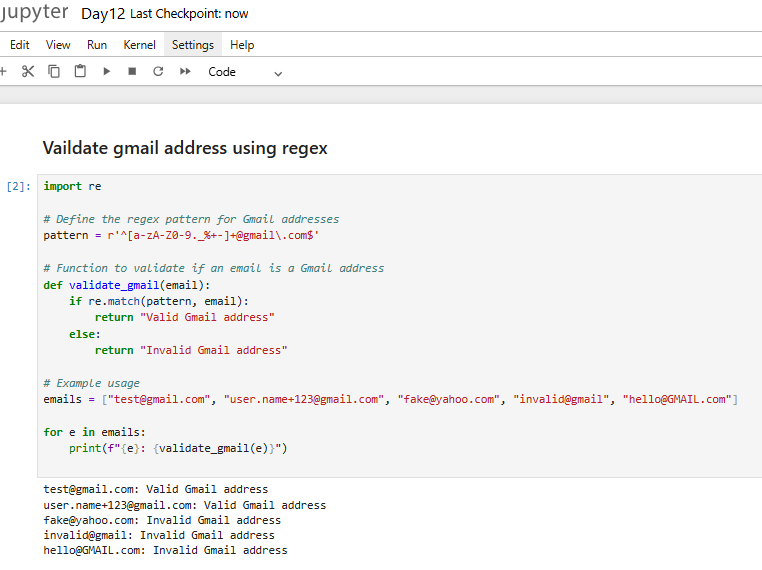 jupyter Day12 Last Checkpoint: now
Edit View Run Kernel Settings Help
Code
Vaildate gmail address using regex
[2]: import re
# Define the regex pattern for Gmail addresses
pattern = r'^[a-zA-Z0-9._%+-]+@gmail\.com$'
# Function to validate if an email is a Gmail address
def validate_gmail(email):
    if re.match(pattern, email):
        return "Valid Gmail address"
    else:
        return "Invalid Gmail address"
# Example usage
emails = ["test@gmail.com", "user.name+123@gmail.com", "fake@yahoo.com", "invalid@gmail", "hello@GMAIL.com"]
for e in emails:
    print(f"{e}: {validate_gmail(e)}")
test@gmail.com: Valid Gmail address
user.name+123@gmail.com: Valid Gmail address
fake@yahoo.com: Invalid Gmail address
invalid@gmail: Invalid Gmail address
hello@GMAIL.com: Invalid Gmail address